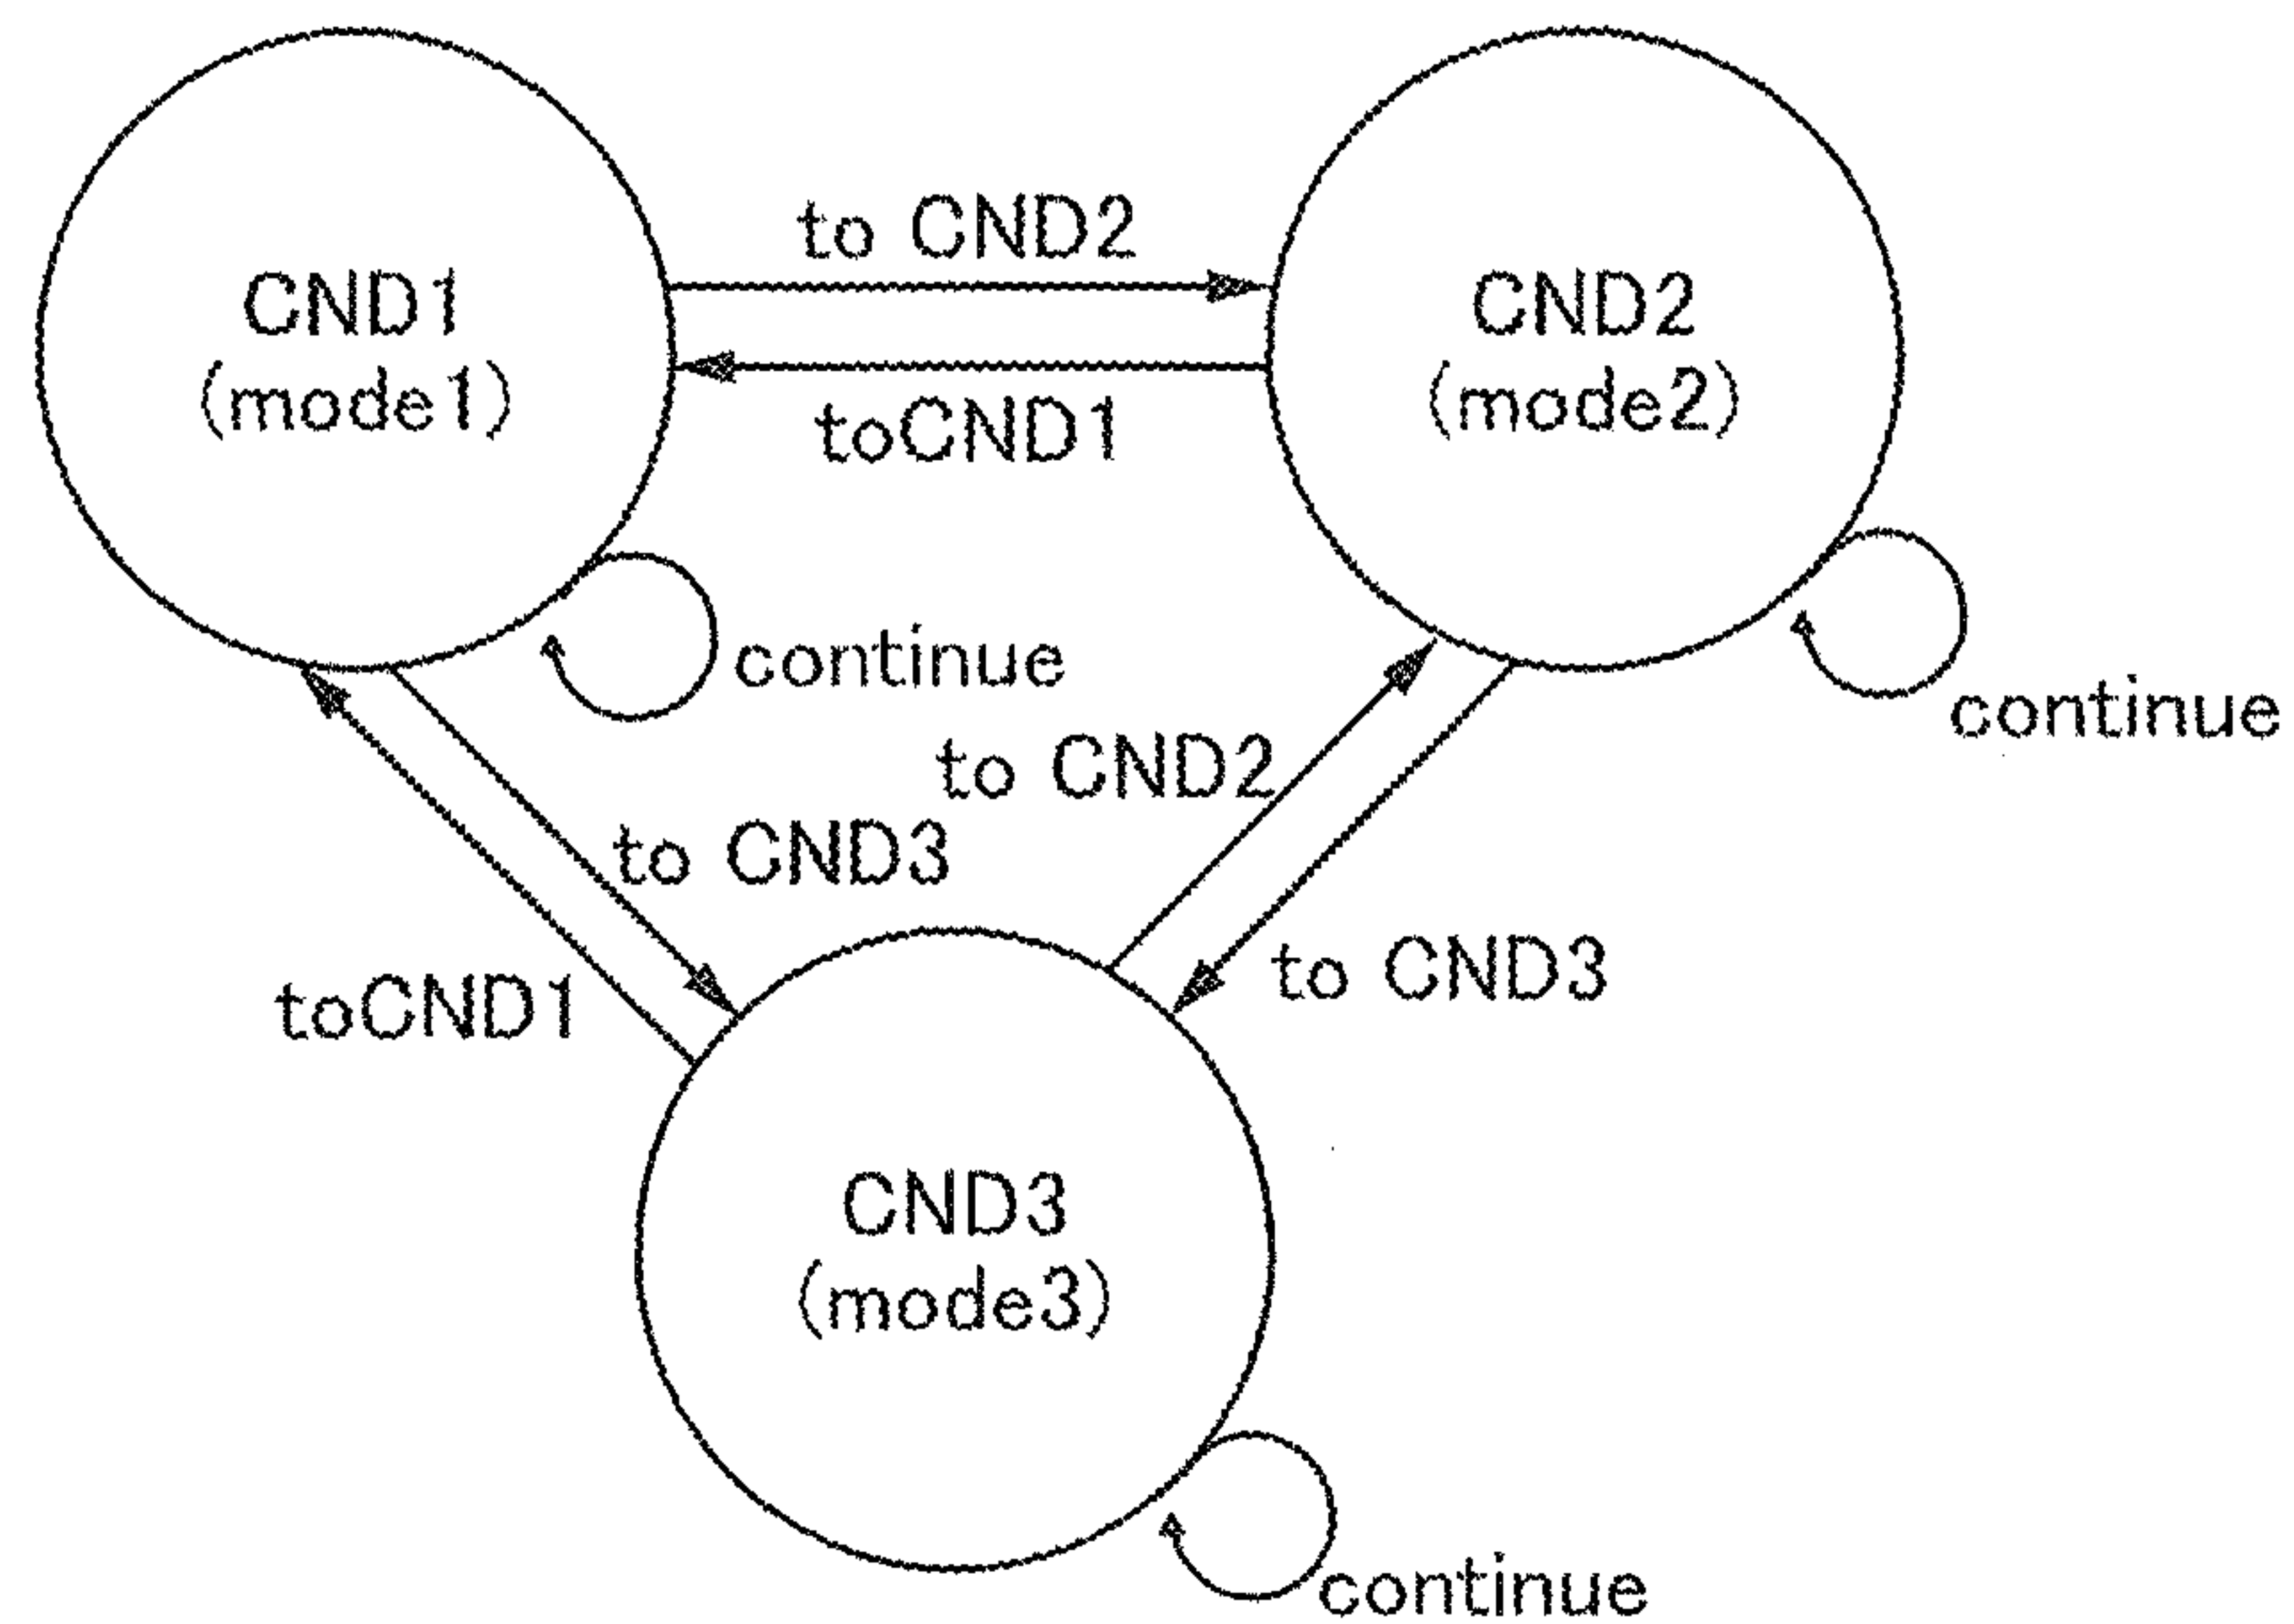 to CND2
CND1
(mode1)
CND2
(mode2)
toCND1
continue
continue
to CND2
to CND3
to CND3
toCND1
CND3
(mode3)
continue